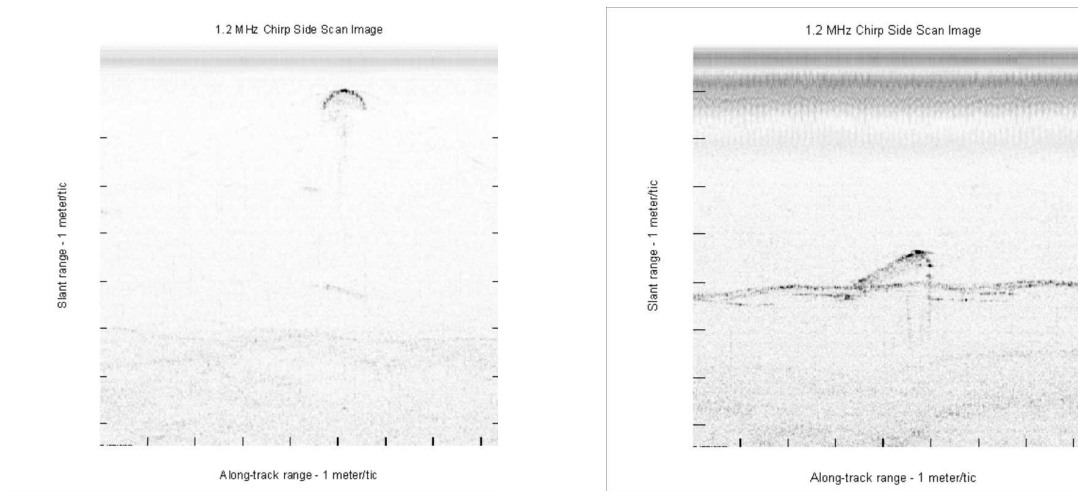 1.2 MHz Chirp Side Scan Image
Slant range - 1 meter/tic
Along-track range - 1 meter/tic
1.2 MHz Chirp Side Scan Image
Slant range - 1 meter/tic
Along-track range - 1 meter/tic